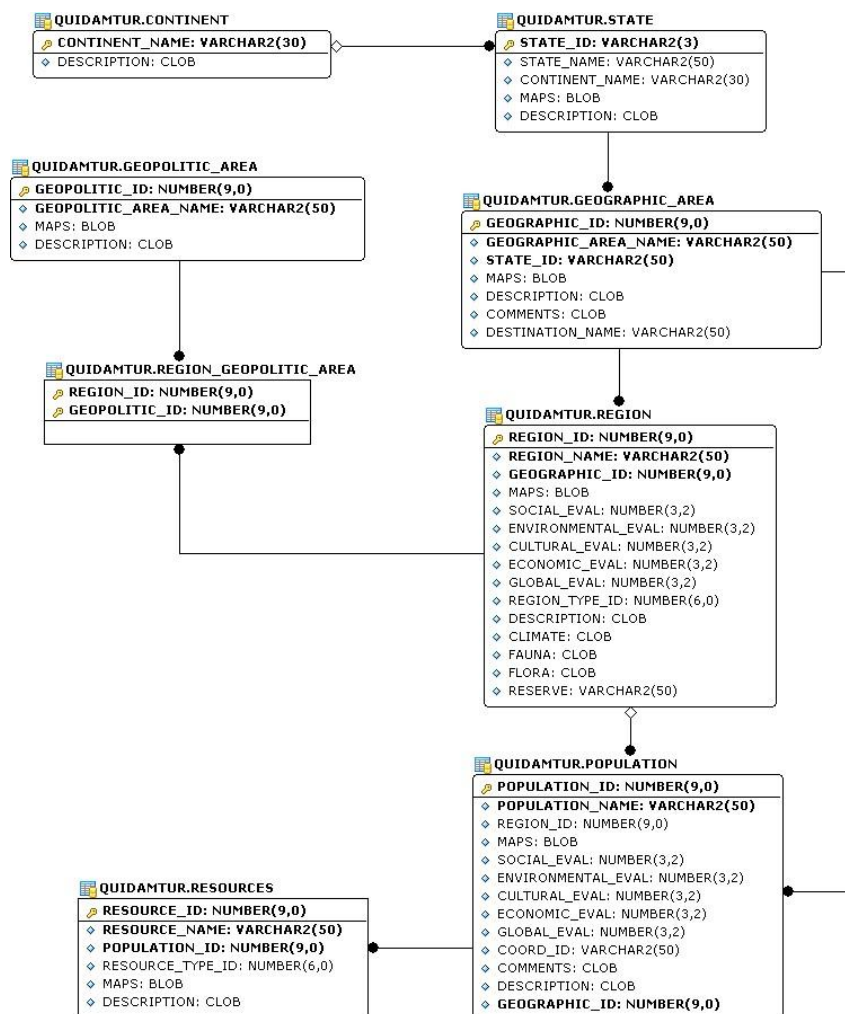 QUIDAMTUR.CONTINENT
CONTINENT_NAME: VARCHAR2(30)
DESCRIPTION: CLOB
QUIDAMTUR.STATE
STATE_ID: VARCHAR2(3)
STATE_NAME: VARCHAR2(50)
CONTINENT_NAME: VARCHAR2(30)
MAPS: BLOB
DESCRIPTION: CLOB
QUIDAMTUR.GEOPOLITIC_AREA
GEOPOLITIC_ID: NUMBER(9,0)
GEOPOLITIC_AREA_NAME: VARCHAR2(50)
MAPS: BLOB
DESCRIPTION: CLOB
QUIDAMTUR.GEOGRAPHIC_AREA
GEOGRAPHIC_ID: NUMBER(9,0)
GEOGRAPHIC_AREA_NAME: VARCHAR2(50)
STATE_ID: VARCHAR2(50)
MAPS: BLOB
DESCRIPTION: CLOB
COMMENTS: CLOB
DESTINATION_NAME: VARCHAR2(50)
QUIDAMTUR.REGION_GEOPOLITIC_AREA
REGION_ID: NUMBER(9,0)
GEOPOLITIC_ID: NUMBER(9,0)
QUIDAMTUR.REGION
REGION_ID: NUMBER(9,0)
REGION_NAME: VARCHAR2(50)
GEOGRAPHIC_ID: NUMBER(9,0)
MAPS: BLOB
SOCIAL_EVAL: NUMBER(3,2)
ENVIRONMENTAL_EVAL: NUMBER(3,2)
CULTURAL_EVAL: NUMBER(3,2)
ECONOMIC_EVAL: NUMBER(3,2)
GLOBAL_EVAL: NUMBER(3,2)
REGION_TYPE_ID: NUMBER(6,0)
DESCRIPTION: CLOB
CLIMATE: CLOB
FAUNA: CLOB
FLORA: CLOB
RESERVE: VARCHAR2(50)
QUIDAMTUR.POPULATION
POPULATION_ID: NUMBER(9,0)
POPULATION_NAME: VARCHAR2(50)
REGION_ID: NUMBER(9,0)
MAPS: BLOB
SOCIAL_EVAL: NUMBER(3,2)
ENVIRONMENTAL_EVAL: NUMBER(3,2)
CULTURAL_EVAL: NUMBER(3,2)
ECONOMIC_EVAL: NUMBER(3,2)
GLOBAL_EVAL: NUMBER(3,2)
COORD_ID: VARCHAR2(50)
COMMENTS: CLOB
DESCRIPTION: CLOB
GEOGRAPHIC_ID: NUMBER(9,0)
QUIDAMTUR.RESOURCES
RESOURCE_ID: NUMBER(9,0)
RESOURCE_NAME: VARCHAR2(50)
POPULATION_ID: NUMBER(9,0)
RESOURCE_TYPE_ID: NUMBER(6,0)
MAPS: BLOB
DESCRIPTION: CLOB